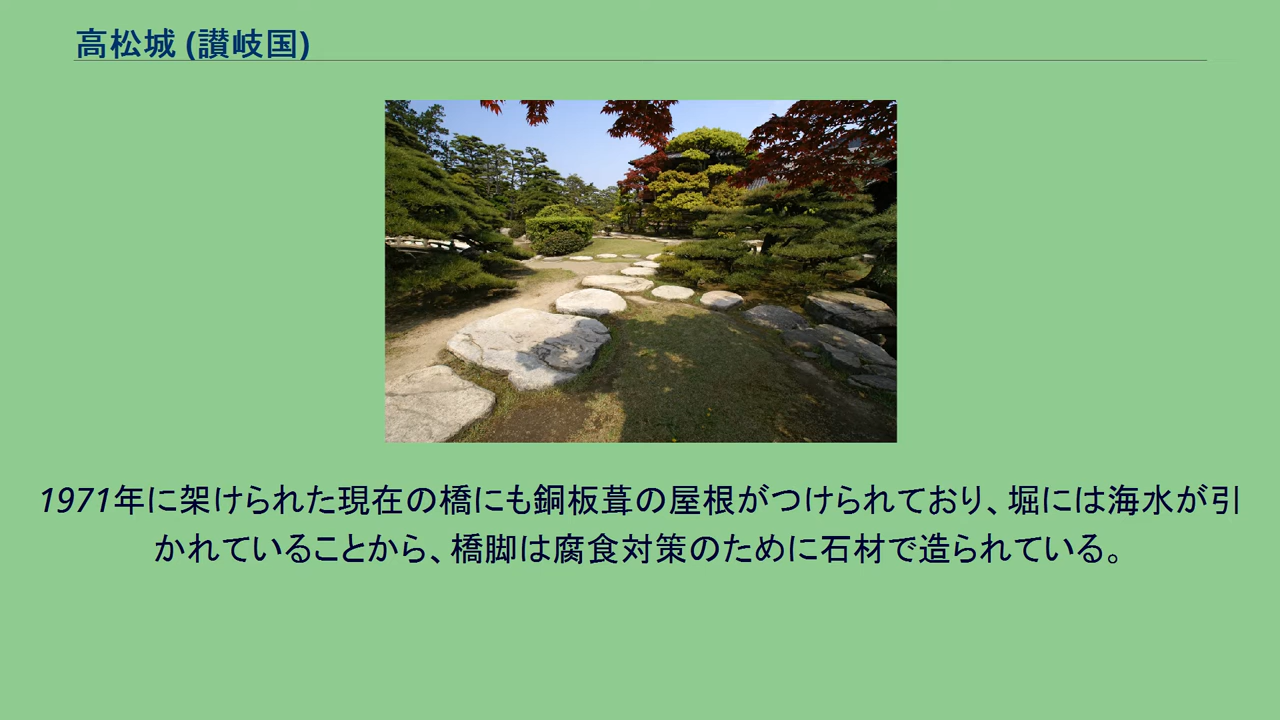 高松城 (讃岐国)
1971年に架けられた現在の橋にも銅板葺の屋根がつけられており、堀には海水が引
かれていることから、橋脚は腐食対策のために石材で造られている。